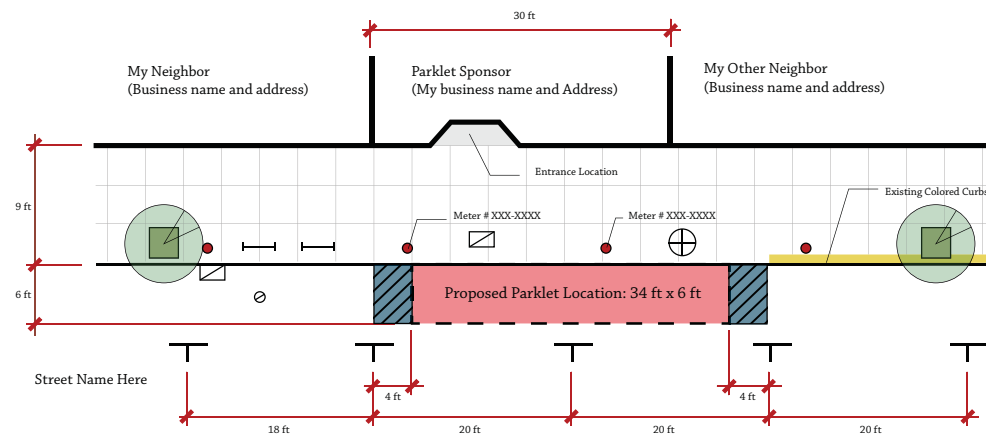 30 ft
My Neighbor
(Business name and address)
Parklet Sponsor
(My business name and Address)
My Other Neighbor
(Business name and address)
Entrance Location
Existing Colored Curbs
9 ft
Meter # XXX-XXXX
Meter # XXX-XXXX
6 ft
Proposed Parklet Location: 34 ft x 6 ft
Street Name Here
4 ft
4 ft
18 ft
20 ft
20 ft
20 ft